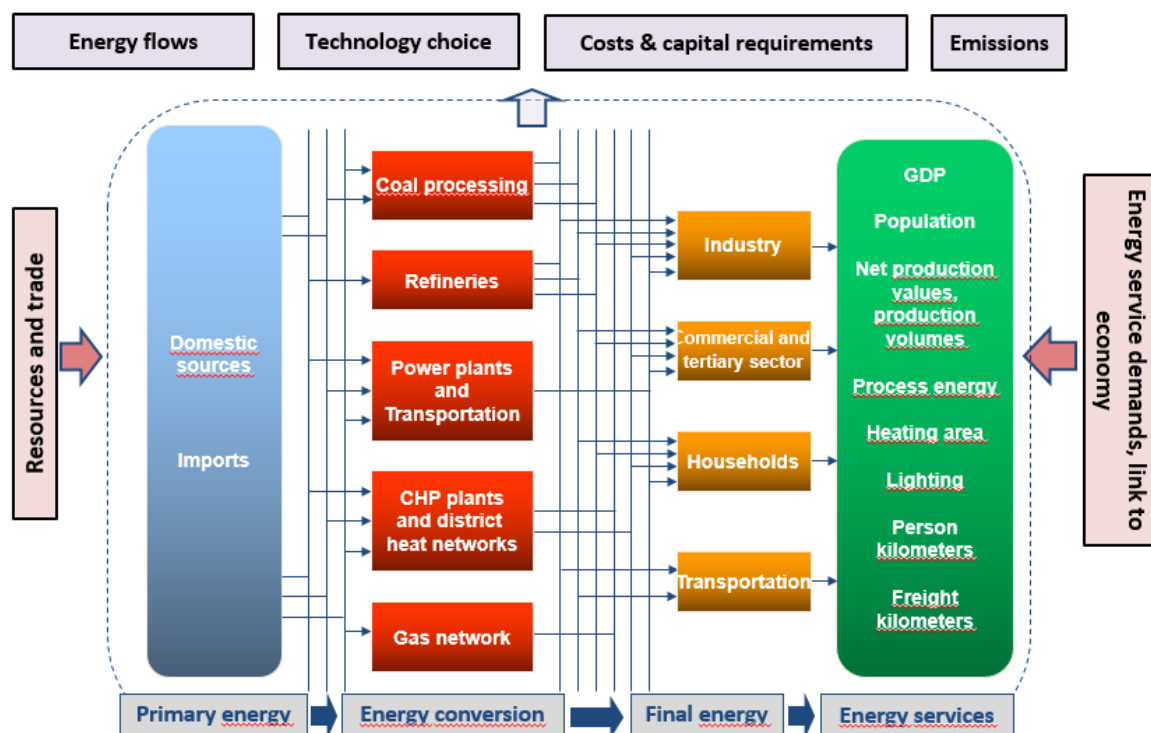 Energy flows
Technology choice
Costs & capital requirements
Emissions
Resources and trade
Domestic
sources
Imports
Coal processing
Refineries
Power plants
and
Transportation
CHP plants
and district
heat networks
Gas network
Industry
Commercial and
tertiary sector
Households
Transportation
GDP
Population
Net production
values,
production
volumes
Process energy
Heating area
Lighting
Person
kilometers
Freight
kilometers
Energy service demands, link to
economy
Primary energy
Energy conversion
Final energy
Energy services